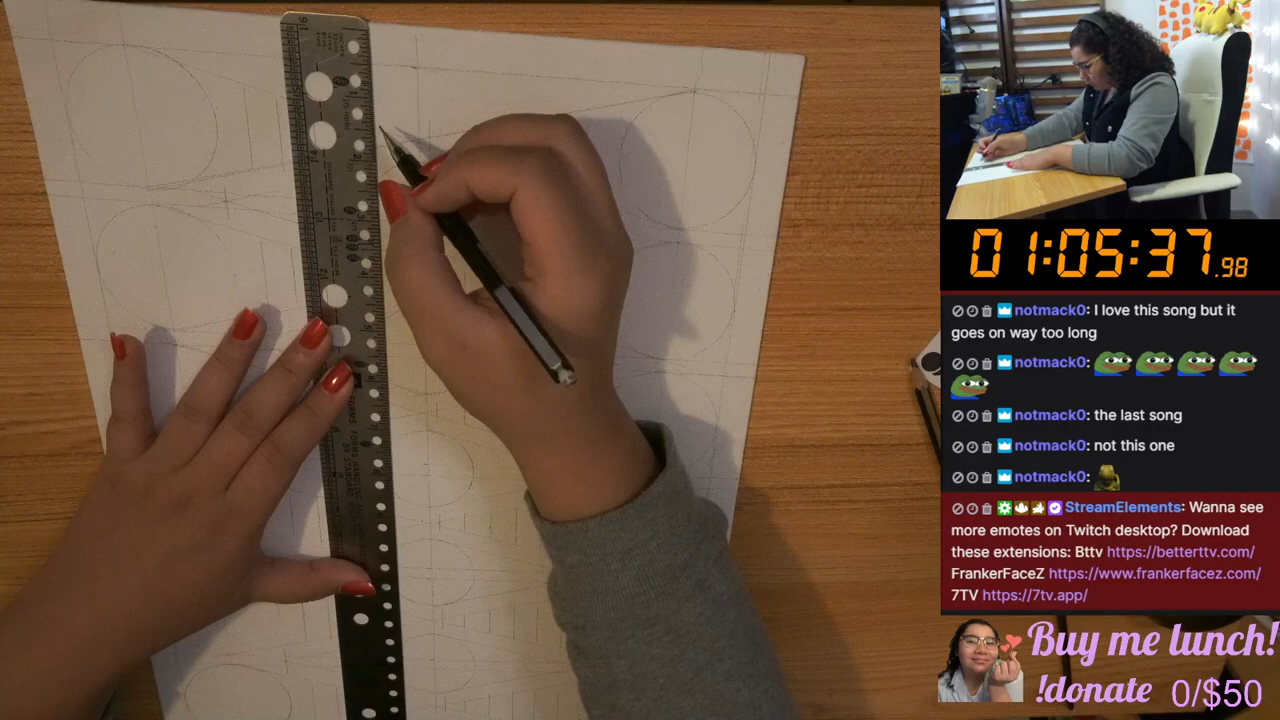 01:05:37.98
notmack0: I love this song but it
goes on way too long
notmack0:
notmack0: the last song
notmack0: not this one
notmack0:
StreamElements: Wanna see
more emotes on Twitch desktop? Download
these extensions: Bttv https://betterttv.com/
FrankerFaceZ https://www.frankerfacez.com/
7TV https://7tv.app/
Buy me lunch!
!donate 0/$50